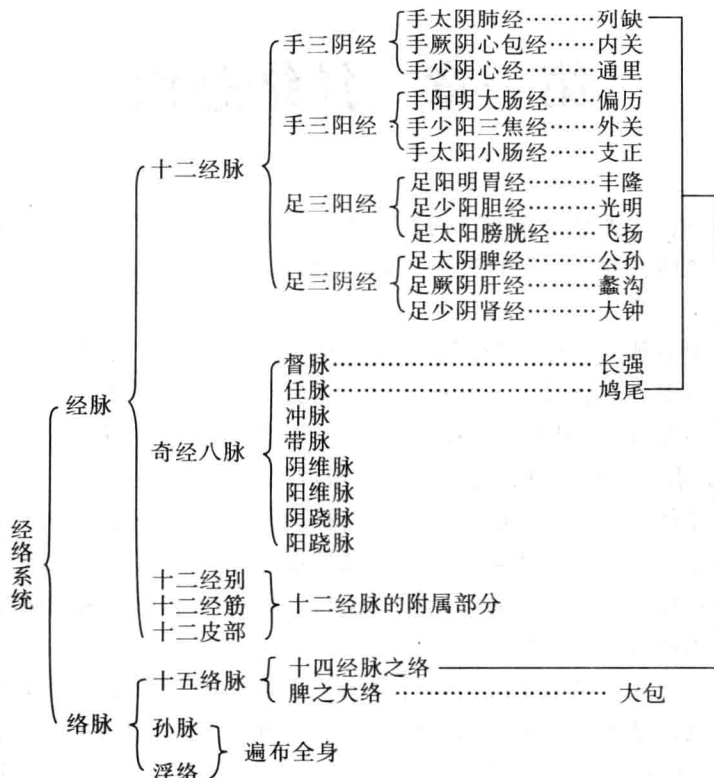 手太阴肺经………列缺
手三阴经
手厥阴心包经……内关
手少阴心经………通里
手阳明大肠经……偏历
手三阳经
手少阳三焦经……外关
手太阳小肠经……支正
十二经脉
足阳明胃经………丰隆
足三阳经
足少阳胆经………光明
足太阳膀胱经……飞扬
足太阴脾经………公孙
足三阴经
足厥阴肝经………蠡沟
足少阴肾经………大钟
督脉……………………………长强
任脉……………………………鸠尾
经脉
冲脉
带脉
奇经八脉
阴维脉
阳维脉
阴跷脉
阳跷脉
经络系统
十二经别
十二经筋
十二经脉的附属部分
十二皮部
十四经脉之络
十五络脉
脾之大络…………………………大包
络脉
孙脉
遍布全身
浮络